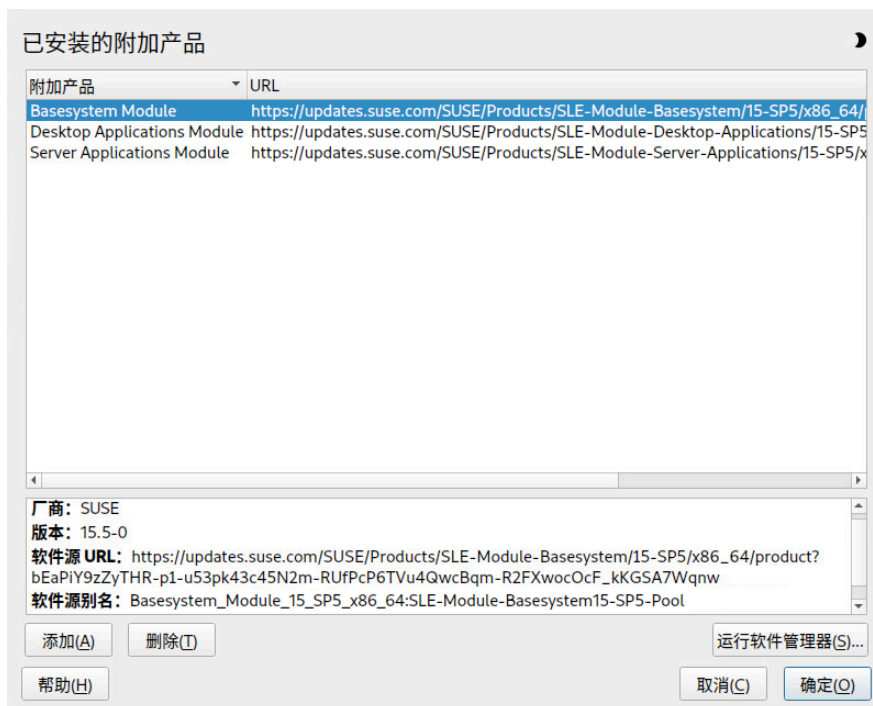 已安装的附加产品
附加产品 URL
Basesystem Module https://updates.suse.com/SUSE/Products/SLE-Module-Basesystem/15-SP5/x86_64/
Desktop Applications Module https://updates.suse.com/SUSE/Products/SLE-Module-Desktop-Applications/15-SP5
Server Applications Module https://updates.suse.com/SUSE/Products/SLE-Module-Server-Applications/15-SP5/x
厂商：SUSE
版本：15.5-0
软件源 URL：https://updates.suse.com/SUSE/Products/SLE-Module-Basesystem/15-SP5/x86_64/product?
bEaPiY9zZyTHR-p1-u53pk43c45N2m-RUfPcP6TVu4QwcBqm-R2FXwocOcF_kKGSA7Wqnw
软件源别名：Basesystem_Module_15_SP5_x86_64:SLE-Module-Basesystem15-SP5-Pool
添加(A) 删除(T) 运行软件管理器(S)...
帮助(H) 取消(C) 确定(O)